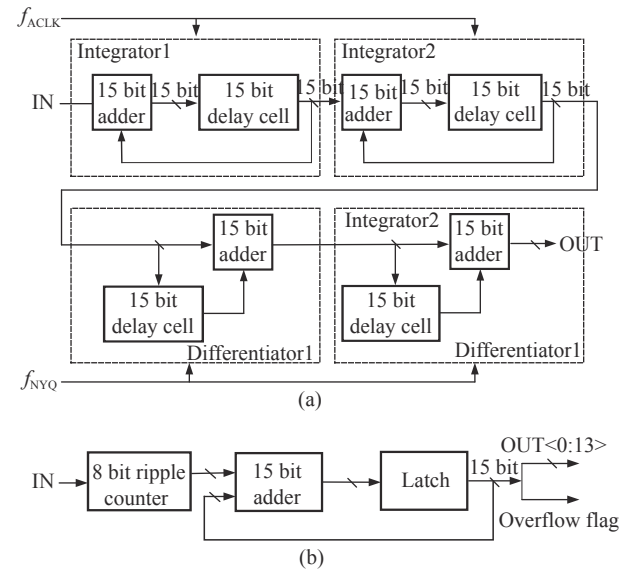 fACLK
Integrator1
Integrator2
IN
15 bit
adder
15 bit
15 bit
delay cell
15 bit
15 bit
adder
15 bit
15 bit
delay cell
15 bit
15 bit
adder
15 bit
delay cell
Differentiator1
Integrator2
15 bit
adder
OUT
15 bit
delay cell
Differentiator1
fNYQ
(a)
IN
8 bit ripple
counter
15 bit
adder
Latch
15 bit
OUT<0:13>
Overflow flag
(b)